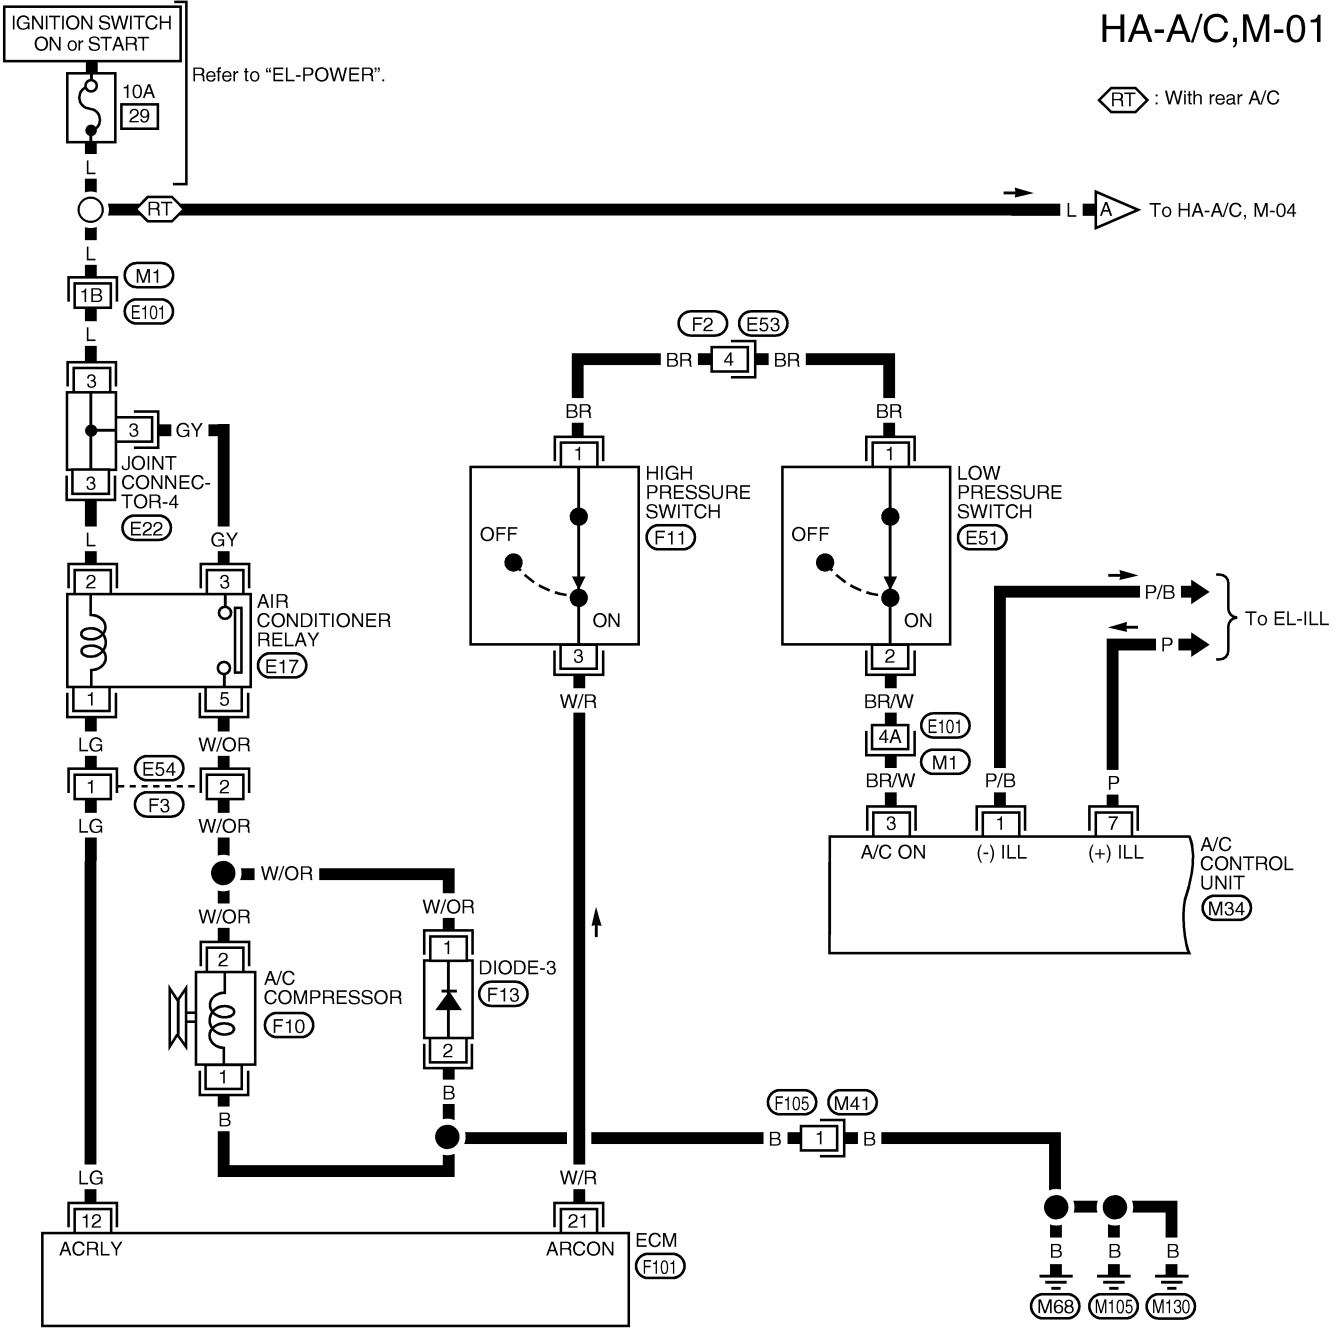 IGNITION SWITCH
ON or START
HA-A/C,M-01
Refer to “EL-POWER”.
10A
29
RT : With rear A/C
L
RT
L
A
To HA-A/C, M-04
L
M1
1B
E101
L
F2
E53
BR
4
BR
3
BR
BR
3
GY
1
1
JOINT
CONNEC-
TOR-4
3
E22
HIGH
PRESSURE
SWITCH
F11
LOW
PRESSURE
SWITCH
E51
OFF
OFF
L
GY
2
3
AIR
CONDITIONER
RELAY
E17
ON
ON
P/B
To EL-ILL
P
3
2
1
5
W/R
BR/W
LG
W/OR
4A
E101
M1
E54
1
2
F3
BR/W
P/B
P
LG
W/OR
3
1
7
A/C ON
(-) ILL
(+) ILL
A/C
CONTROL
UNIT
M34
W/OR
W/OR
W/OR
1
2
DIODE-3
F13
A/C
COMPRESSOR
F10
2
1
B
B
F105
M41
B
1
B
LG
W/R
12
21
ACRLY
ARCON
ECM
F101
B
B
B
M68
M105
M130